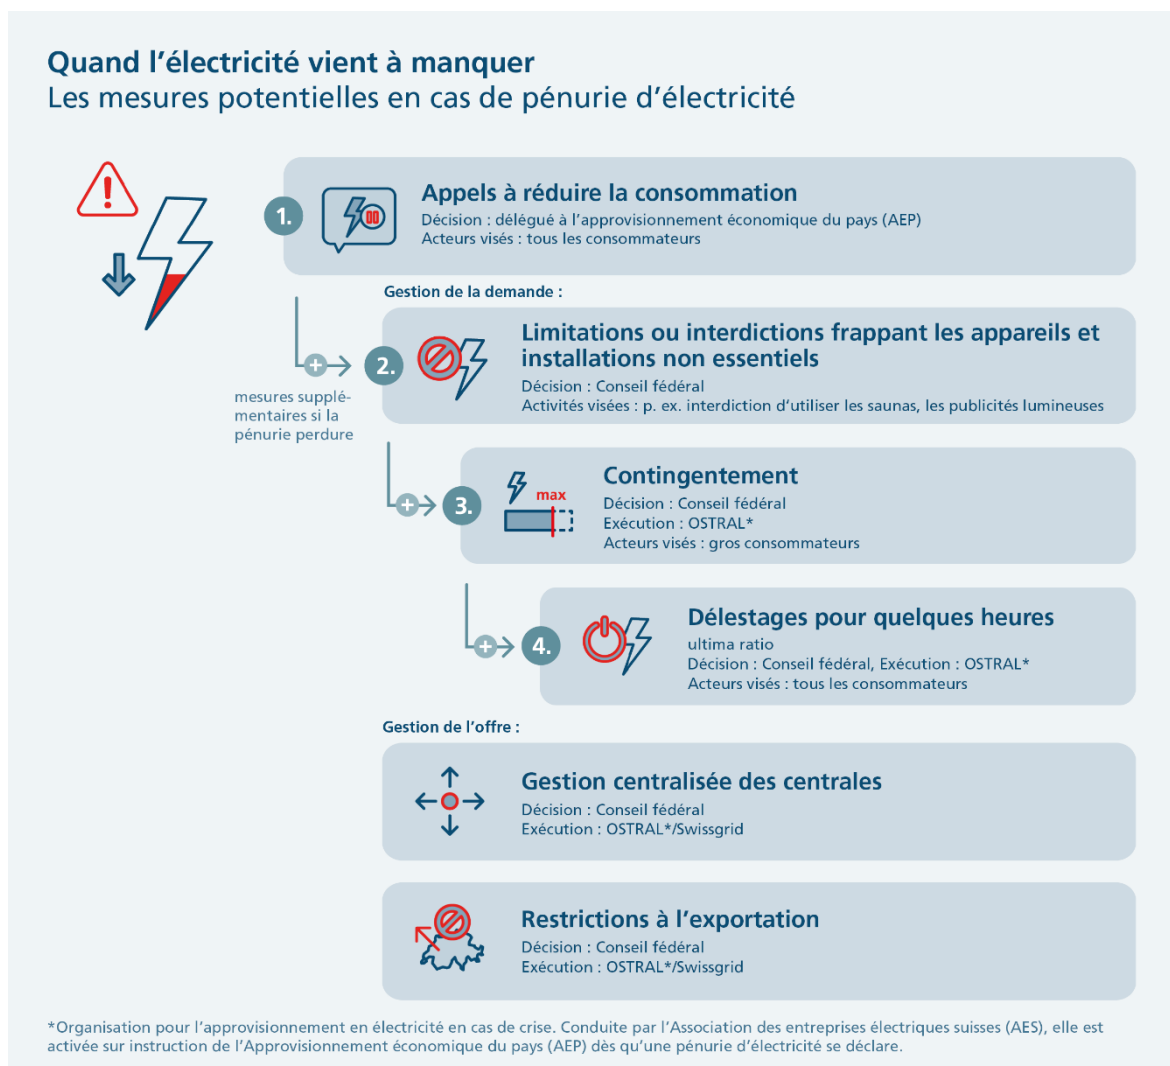 Quand l’électricité vient à manquer
Les mesures potentielles en cas de pénurie d’électricité
1.
Appels à réduire la consommation
Décision : délégué à l’approvisionnement économique du pays (AEP)
Acteurs visés : tous les consommateurs
Gestion de la demande :
+
mesures supplé-
mentaires si la
pénurie perdure
2.
Limitations ou interdictions frappant les appareils et
installations non essentiels
Décision : Conseil fédéral
Activités visées : p. ex. interdiction d‘utiliser les saunas, les publicités lumineuses
+
3.
max
Contingentement
Décision : Conseil fédéral
Exécution : OSTRAL*
Acteurs visés : gros consommateurs
+
4.
Délestages pour quelques heures
ultima ratio
Décision : Conseil fédéral, Exécution : OSTRAL*
Acteurs visés : tous les consommateurs
Gestion de l’offre :
Gestion centralisée des centrales
Décision : Conseil fédéral
Exécution : OSTRAL*/Swissgrid
Restrictions à l’exportation
Décision : Conseil fédéral
Exécution : OSTRAL*/Swissgrid
*Organisation pour l’approvisionnement en électricité en cas de crise. Conduite par l’Association des entreprises électriques suisses (AES), elle est
activée sur instruction de l’Approvisionnement économique du pays (AEP) dès qu’une pénurie d’électricité se déclare.